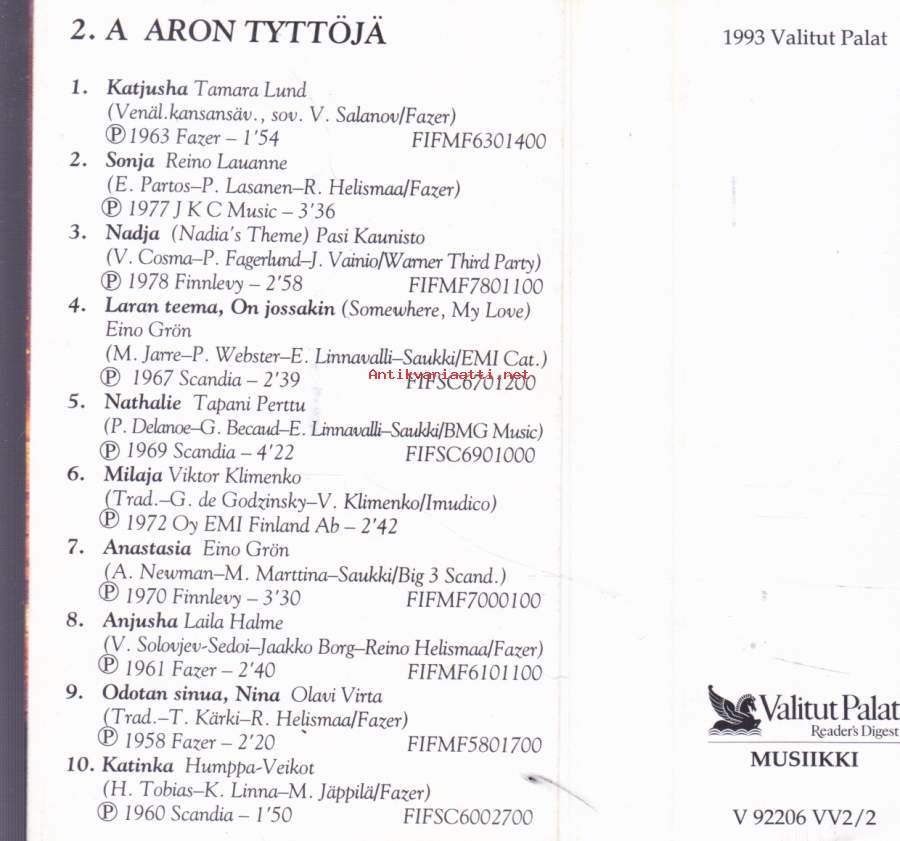 2. A ARON TYTTÖJÄ
1. Katjusha Tamara Lund
(Venäl.kansansäv., sov. V. Salanov/Fazer)
Ⓟ 1963 Fazer – 1'54 FIFMF6301400
2. Sonja Reino Lauanne
(E. Partos–P. Lasanen–R. Helismaa/Fazer)
Ⓟ 1977 J K C Music – 3'36
3. Nadja (Nadia's Theme) Pasi Kaunisto
(V. Cosma–P. Fagerlund–J. Vainio/Warner Third Party)
Ⓟ 1978 Finnlevy – 2'58 FIFMF7801100
4. Laran teema, On jossakin (Somewhere, My Love)
Eino Grön
(M. Jarre–P. Webster–E. Linnavalli–Saukki/EMI Cat.)
Antikvariaatti.net
Ⓟ 1967 Scandia – 2'39 FIFSC6701200
5. Nathalie Tapani Perttu
(P. Delanoe–G. Becaud–E. Linnavalli–Saukki/BMG Music)
Ⓟ 1969 Scandia – 4'22 FIFSC6901000
6. Milaja Viktor Klimenko
(Trad.–G. de Godzinsky–V. Klimenko/Imudico)
Ⓟ 1972 Oy EMI Finland Ab – 2'42
7. Anastasia Eino Grön
(A. Newman–M. Marttina–Saukki/Big 3 Scand.)
Ⓟ 1970 Finnlevy – 3'30 FIFMF7000100
8. Anjusha Laila Halme
(V. Solovjev-Sedoi–Jaakko Borg–Reino Helismaa/Fazer)
Ⓟ 1961 Fazer – 2'40 FIFMF6101100
9. Odotan sinua, Nina Olavi Virta
(Trad.–T. Kärki–R. Helismaa/Fazer)
Ⓟ 1958 Fazer – 2'20 FIFMF5801700
10. Katinka Humppa-Veikot
(H. Tobias–K. Linna–M. Jäppilä/Fazer)
Ⓟ 1960 Scandia – 1'50 FIFSC6002700
1993 Valitut Palat
Valitut Palat
Reader's Digest
MUSIIKKI
V 92206 VV2/2